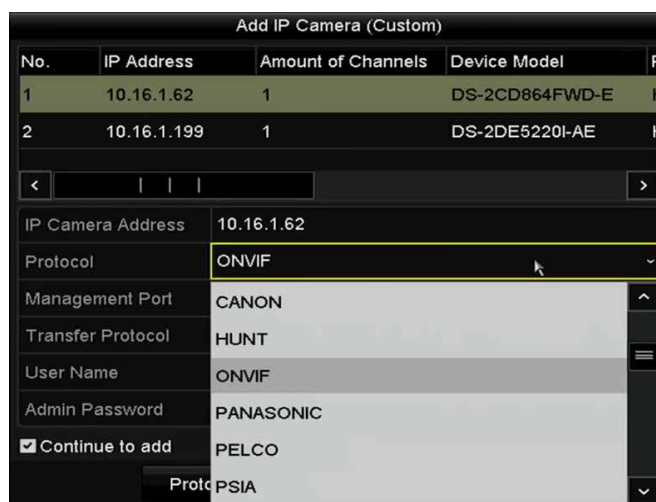 Add IP Camera (Custom)
No. IP Address Amount of Channels Device Model
1 10.16.1.62 1 DS-2CD864FWD-E
2 10.16.1.199 1 DS-2DE5220I-AE
IP Camera Address 10.16.1.62
Protocol ONVIF
Management Port CANON
Transfer Protocol HUNT
User Name ONVIF
Admin Password PANASONIC
Continue to add PELCO
PSIA